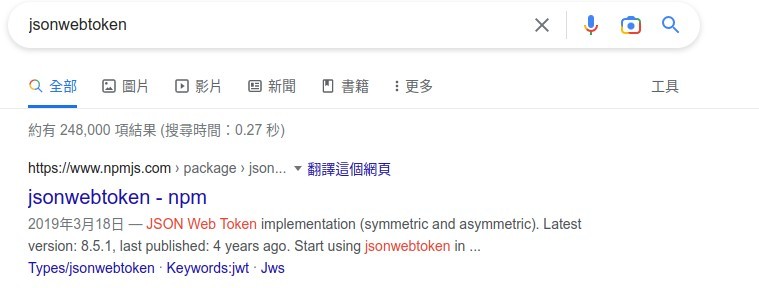 jsonwebtoken
全部 圖片 影片 新聞 書籍 更多 工具
約有 248,000 項結果 (搜尋時間：0.27 秒)
https://www.npmjs.com › package › json... 翻譯這個網頁
jsonwebtoken - npm
2019年3月18日 — JSON Web Token implementation (symmetric and asymmetric). Latest
version: 8.5.1, last published: 4 years ago. Start using jsonwebtoken in ...
Types/jsonwebtoken · Keywords:jwt · Jws